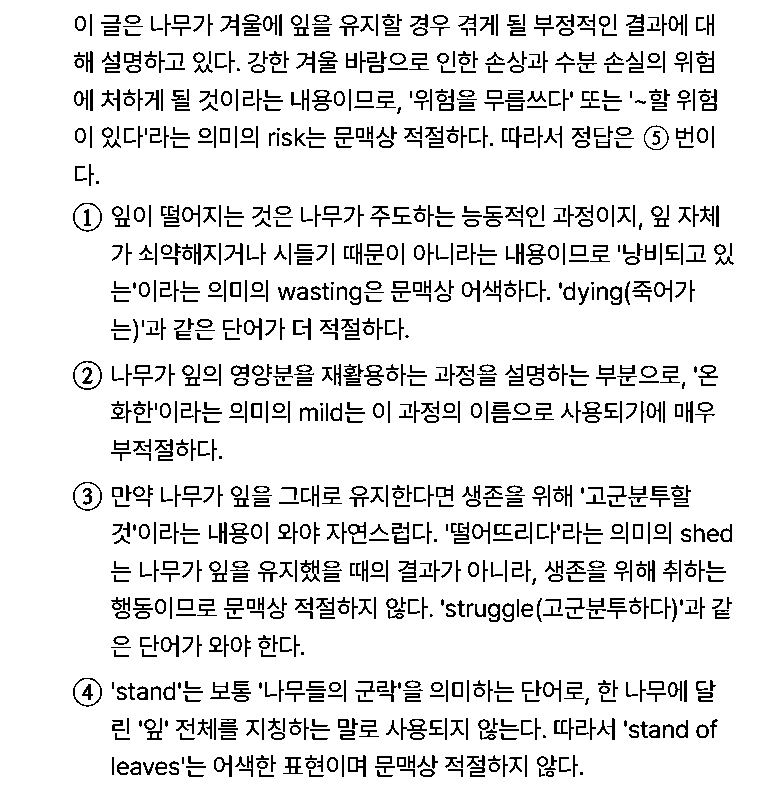 이 글은 나무가 겨울에 잎을 유지할 경우 겪게 될 부정적인 결과에 대
해 설명하고 있다. 강한 겨울 바람으로 인한 손상과 수분 손실의 위험
에 처하게 될 것이라는 내용이므로, '위험을 무릅쓰다' 또는 '~할 위험
이 있다'라는 의미의 risk는 문맥상 적절하다. 따라서 정답은 ⑤번이
다.
① 잎이 떨어지는 것은 나무가 주도하는 능동적인 과정이지, 잎 자체
가 쇠약해지거나 시들기 때문이 아니라는 내용이므로 '낭비되고 있
는'이라는 의미의 wasting은 문맥상 어색하다. 'dying(죽어가
는)'과 같은 단어가 더 적절하다.
② 나무가 잎의 영양분을 재활용하는 과정을 설명하는 부분으로, '온
화한'이라는 의미의 mild는 이 과정의 이름으로 사용되기에 매우
부적절하다.
③ 만약 나무가 잎을 그대로 유지한다면 생존을 위해 '고군분투할
것'이라는 내용이 와야 자연스럽다. '떨어뜨리다'라는 의미의 shed
는 나무가 잎을 유지했을 때의 결과가 아니라, 생존을 위해 취하는
행동이므로 문맥상 적절하지 않다. 'struggle(고군분투하다)'과 같
은 단어가 와야 한다.
④ 'stand'는 보통 '나무들의 군락'을 의미하는 단어로, 한 나무에 달
린 '잎' 전체를 지칭하는 말로 사용되지 않는다. 따라서 'stand of
leaves'는 어색한 표현이며 문맥상 적절하지 않다.